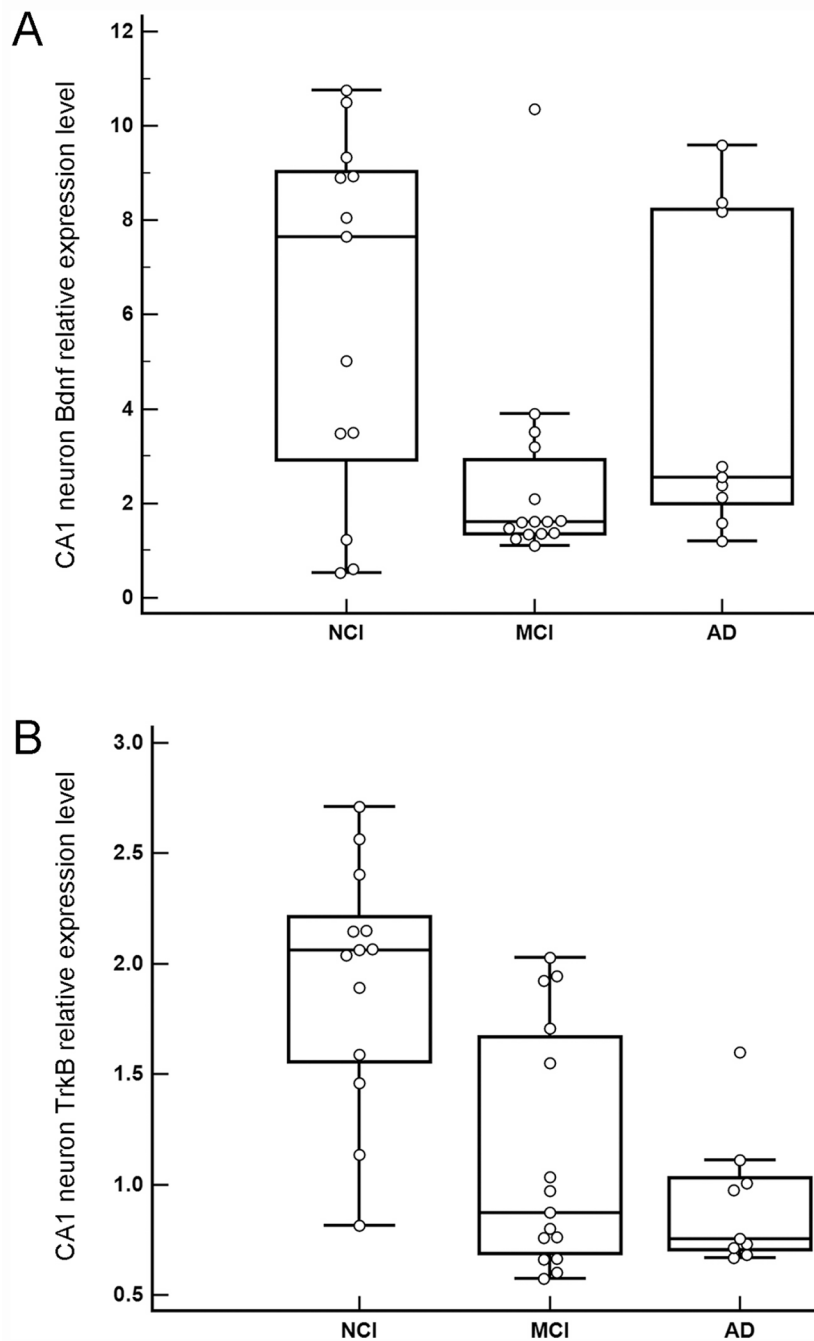 A
CA1 neuron Bdnf relative expression level
12
10
8
6
4
2
0
NCI MCI AD
B
CA1 neuron TrkB relative expression level
3.0
2.5
2.0
1.5
1.0
0.5
NCI MCI AD